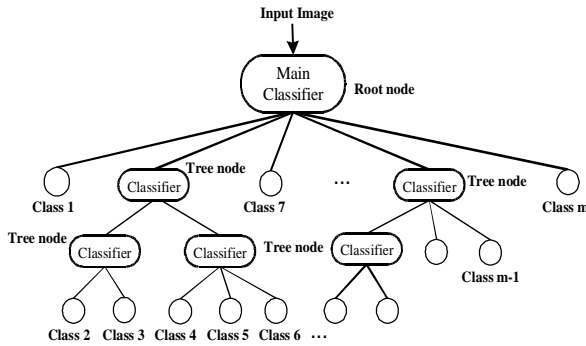 Input Image
Main
Classifier
Root node
Tree node
Classifier
...
Classifier
Tree node
Class 1
Class 7
Class m
Tree node
Classifier
Classifier
Tree node
Classifier
Class m-1
Class 2
Class 3
Class 4
Class 5
Class 6
...